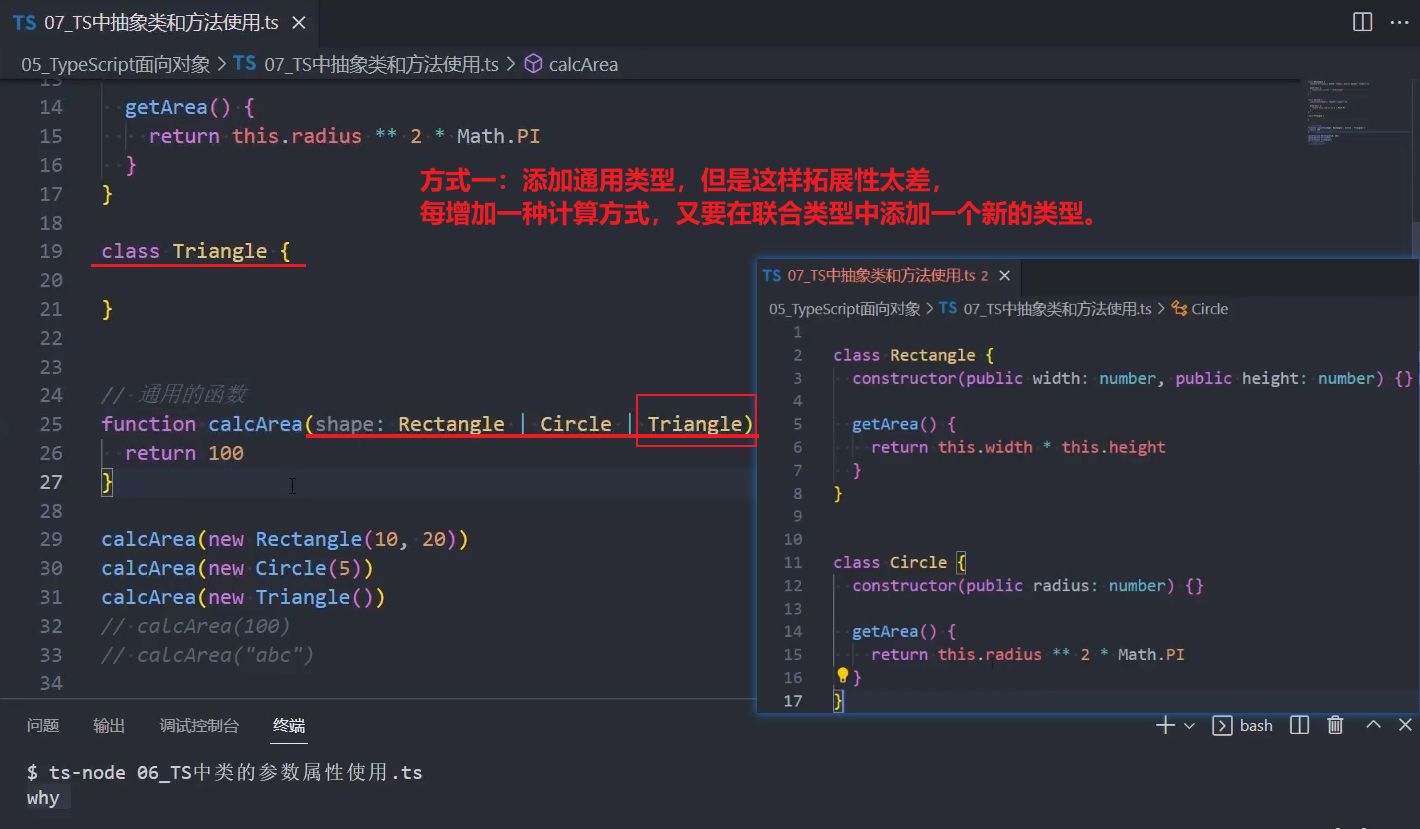 TS 07_TS中抽象类和方法使用.ts ×
05_TypeScript面向对象 > TS 07_TS中抽象类和方法使用.ts > calcArea
13
14 getArea() {
15 return this.radius ** 2 * Math.PI
16 }
17 }
18
19 class Triangle {
20
21 }
22
23
24 // 通用的函数
25 function calcArea(shape: Rectangle | Circle | Triangle)
26 return 100
27 }
28
29 calcArea(new Rectangle(10, 20))
30 calcArea(new Circle(5))
31 calcArea(new Triangle())
32 // calcArea(100)
33 // calcArea("abc")
34
方式一：添加通用类型，但是这样拓展性太差，
每增加一种计算方式，又要在联合类型中添加一个新的类型。
TS 07_TS中抽象类和方法使用.ts 2 ×
05_TypeScript面向对象 > TS 07_TS中抽象类和方法使用.ts > Circle
1
2 class Rectangle {
3 constructor(public width: number, public height: number) {}
4
5 getArea() {
6 return this.width * this.height
7 }
8 }
9
10
11 class Circle {
12 constructor(public radius: number) {}
13
14 getArea() {
15 return this.radius ** 2 * Math.PI
16 }
17 }
问题 输出 调试控制台 终端
bash
$ ts-node 06_TS中类的参数属性使用.ts
why